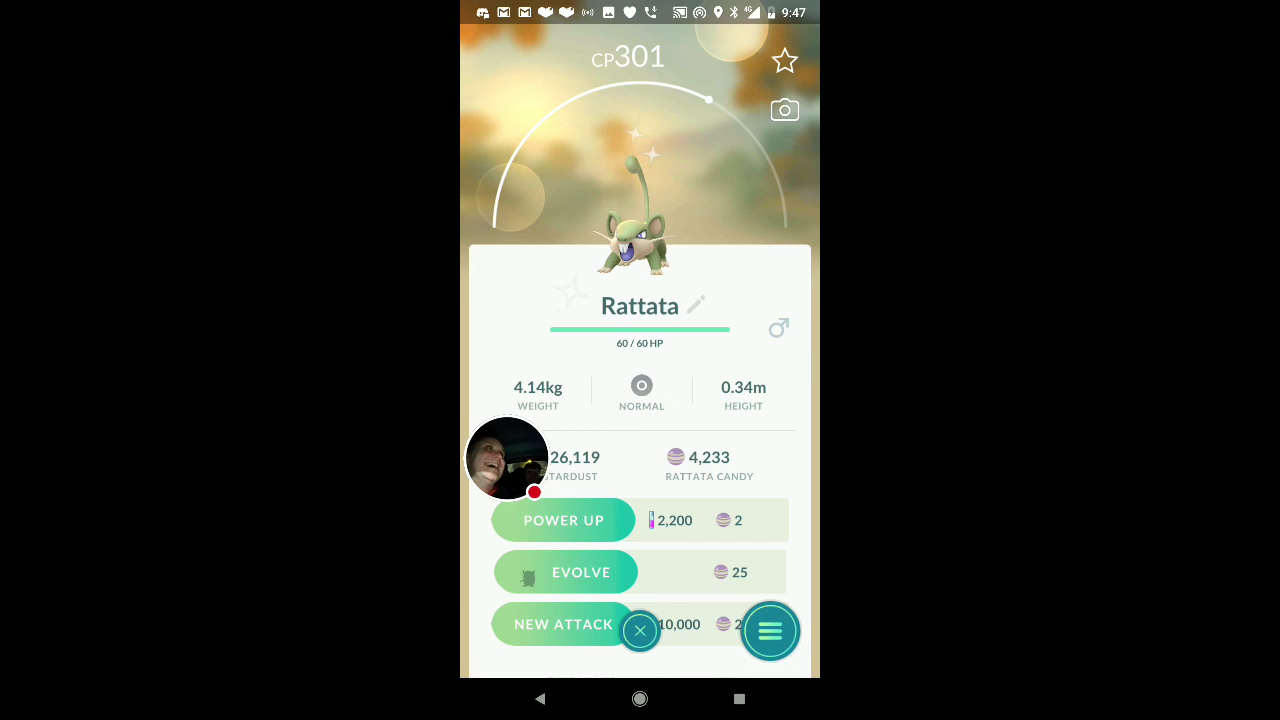 4G 9:47
CP301
Rattata
60 / 60 HP
4.14kg
WEIGHT
NORMAL
0.34m
HEIGHT
26,119
STARDUST
4,233
RATTATA CANDY
POWER UP 2,200 2
EVOLVE 25
NEW ATTACK 10,000